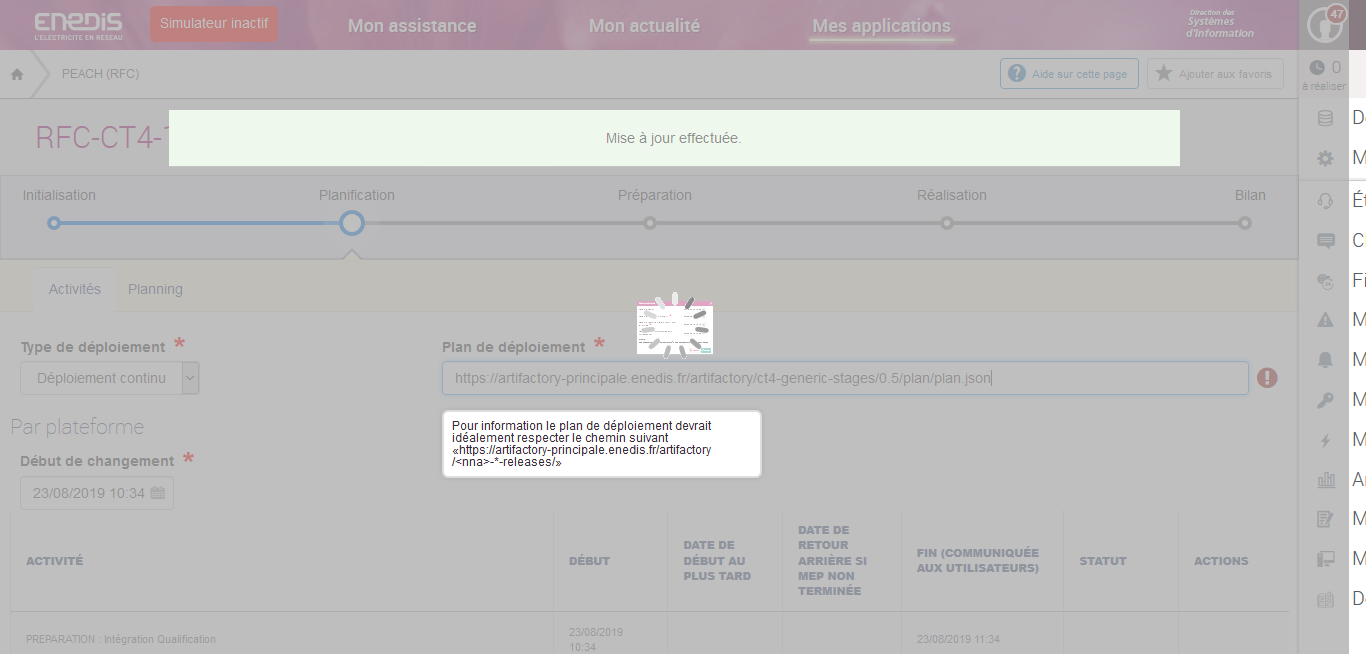 ENEDIS
L'ELECTRICITE EN RESEAU
Simulateur inactif
Mon assistance
Mon actualité
Mes applications
Direction des
Systèmes
d'Information
47
PEACH (RFC)
Aide sur cette page
Ajouter aux favoris
0
à réaliser
RFC-CT4-
Mise à jour effectuée.
Initialisation
Planification
Préparation
Réalisation
Bilan
Activités
Planning
Type de déploiement *
Plan de déploiement *
Déploiement continu
https://artifactory-principale.enedis.fr/artifactory/ct4-generic-stages/0.5/plan/plan.json
Pour information le plan de déploiement devrait
idéalement respecter le chemin suivant
«https://artifactory-principale.enedis.fr/artifactory
/<nna>-*-releases/»
Par plateforme
Début de changement *
23/08/2019 10:34
ACTIVITÉ
DÉBUT
DATE DE
DÉBUT AU
PLUS TARD
DATE DE
RETOUR
ARRIÈRE SI
MEP NON
TERMINÉE
FIN (COMMUNIQUÉE
AUX UTILISATEURS)
STATUT
ACTIONS
PREPARATION : Intégration Qualification
23/08/2019
10:34
23/08/2019 11:34
M
Ét
M
M
M
M
M
M